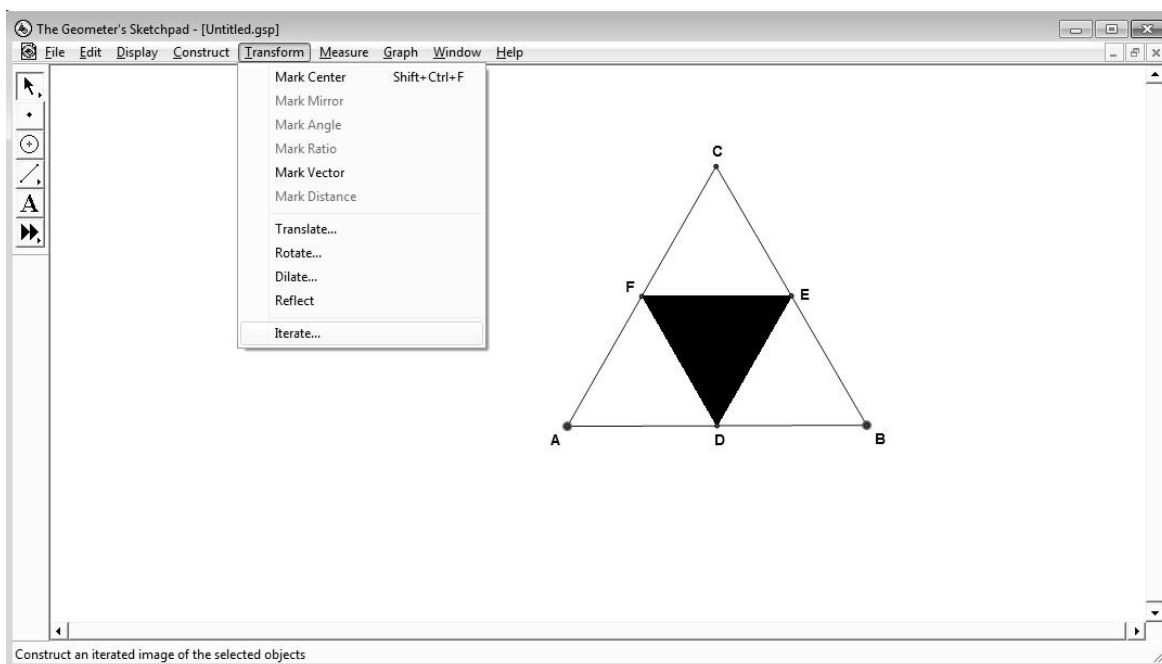 The Geometer's Sketchpad - [Untitled.gsp]
File Edit Display Construct Transform Measure Graph Window Help
Mark Center Shift+Ctrl+F
Mark Mirror
Mark Angle
Mark Ratio
Mark Vector
Mark Distance
Translate...
Rotate...
Dilate...
Reflect
Iterate...
A
C
F
E
A
D
B
Construct an iterated image of the selected objects